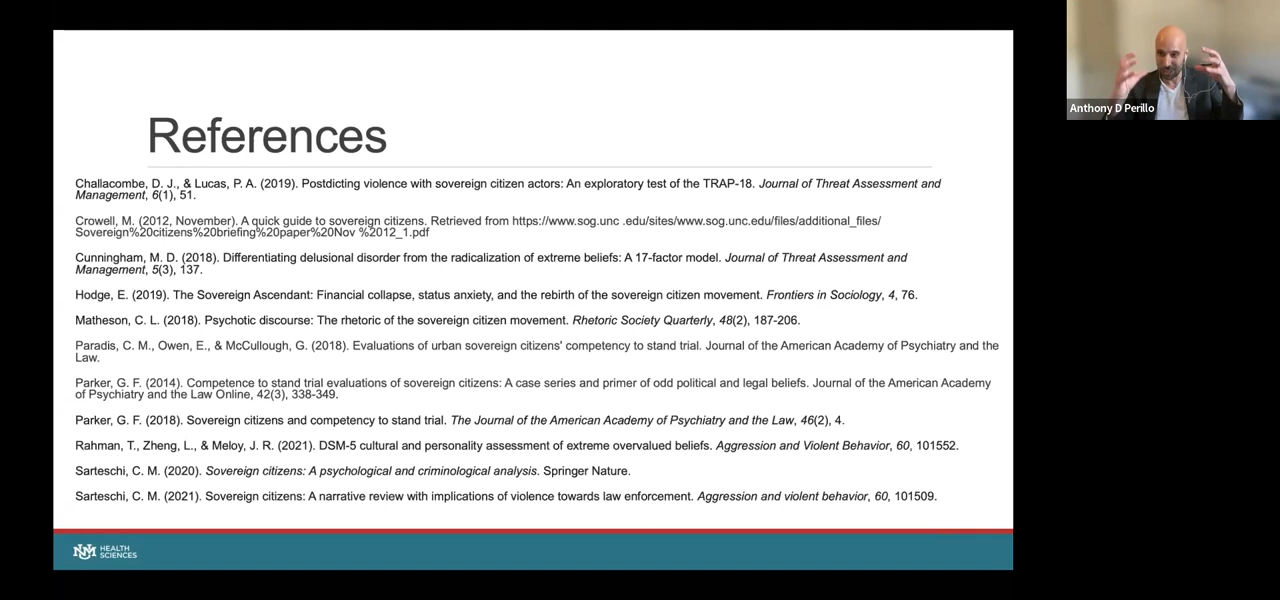 References
Challacombe, D. J., & Lucas, P. A. (2019). Postdicting violence with sovereign citizen actors: An exploratory test of the TRAP-18. Journal of Threat Assessment and
Management, 6(1), 51.
Crowell, M. (2012, November). A quick guide to sovereign citizens. Retrieved from https://www.sog.unc .edu/sites/www.sog.unc.edu/files/additional_files/
Sovereign%20citizens%20briefing%20paper%20Nov %2012_1.pdf
Cunningham, M. D. (2018). Differentiating delusional disorder from the radicalization of extreme beliefs: A 17-factor model. Journal of Threat Assessment and
Management, 5(3), 137.
Hodge, E. (2019). The Sovereign Ascendant: Financial collapse, status anxiety, and the rebirth of the sovereign citizen movement. Frontiers in Sociology, 4, 76.
Matheson, C. L. (2018). Psychotic discourse: The rhetoric of the sovereign citizen movement. Rhetoric Society Quarterly, 48(2), 187-206.
Paradis, C. M., Owen, E., & McCullough, G. (2018). Evaluations of urban sovereign citizens' competency to stand trial. Journal of the American Academy of Psychiatry and the
Law.
Parker, G. F. (2014). Competence to stand trial evaluations of sovereign citizens: A case series and primer of odd political and legal beliefs. Journal of the American Academy
of Psychiatry and the Law Online, 42(3), 338-349.
Parker, G. F. (2018). Sovereign citizens and competency to stand trial. The Journal of the American Academy of Psychiatry and the Law, 46(2), 4.
Rahman, T., Zheng, L., & Meloy, J. R. (2021). DSM-5 cultural and personality assessment of extreme overvalued beliefs. Aggression and Violent Behavior, 60, 101552.
Sarteschi, C. M. (2020). Sovereign citizens: A psychological and criminological analysis. Springer Nature.
Sarteschi, C. M. (2021). Sovereign citizens: A narrative review with implications of violence towards law enforcement. Aggression and violent behavior, 60, 101509.
UNM HEALTH
SCIENCES
Anthony D Perillo